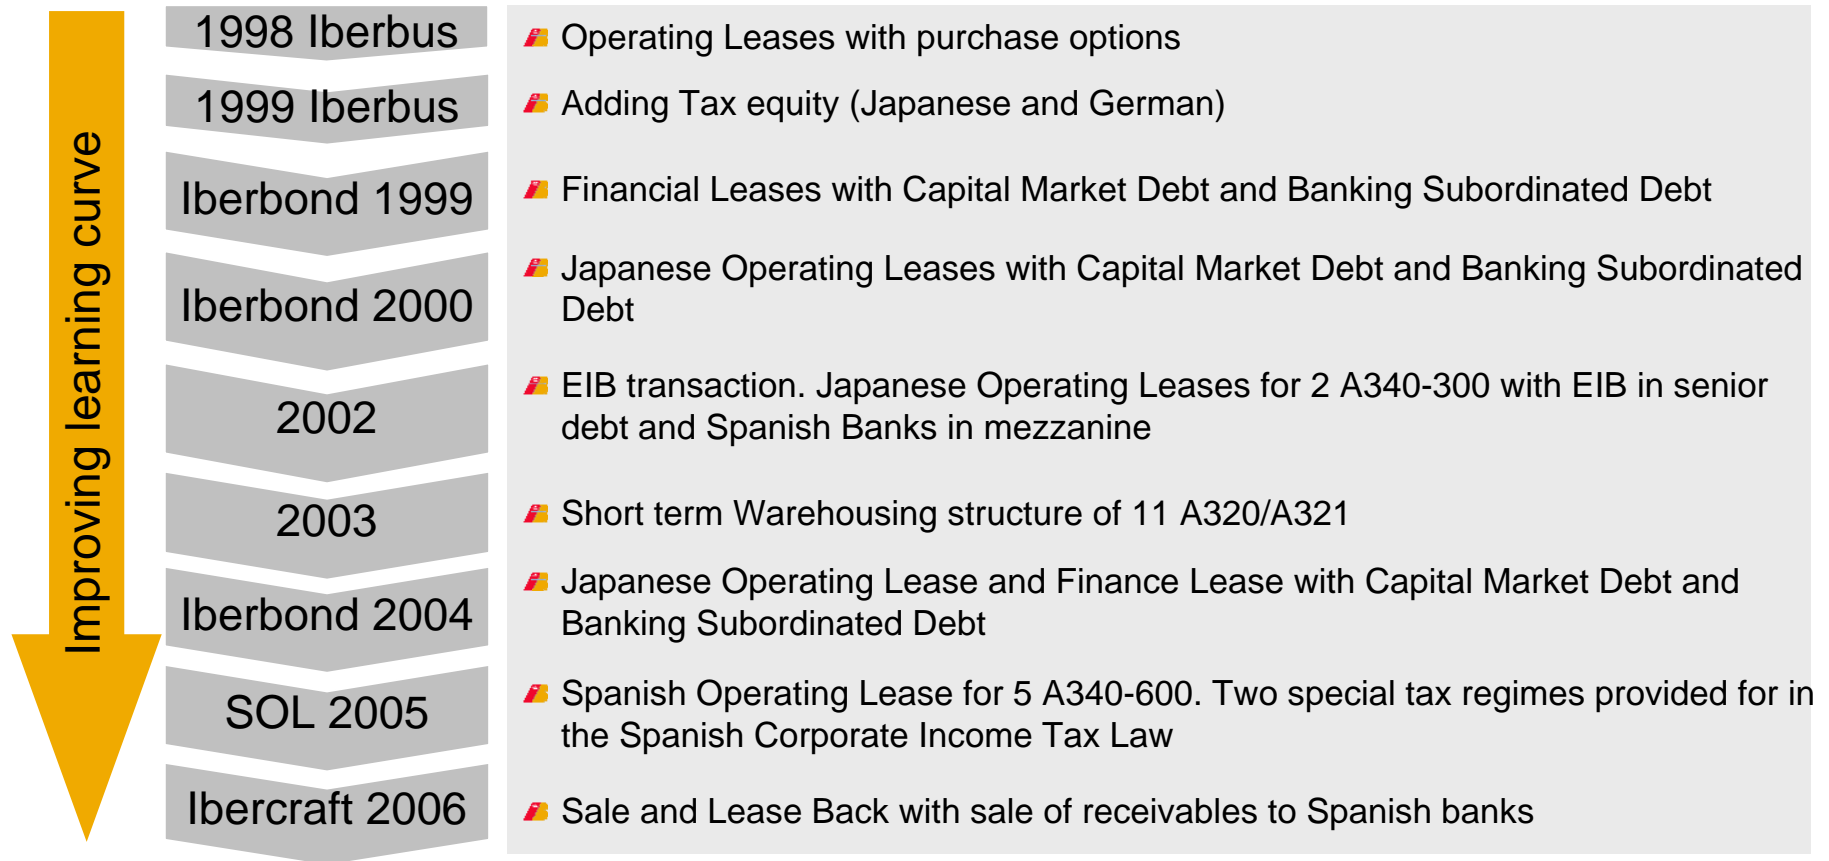 Improving learning curve
1998 Iberbus
Operating Leases with purchase options
1999 Iberbus
Adding Tax equity (Japanese and German)
Iberbond 1999
Financial Leases with Capital Market Debt and Banking Subordinated Debt
Iberbond 2000
Japanese Operating Leases with Capital Market Debt and Banking Subordinated
Debt
2002
EIB transaction. Japanese Operating Leases for 2 A340-300 with EIB in senior
debt and Spanish Banks in mezzanine
2003
Short term Warehousing structure of 11 A320/A321
Iberbond 2004
Japanese Operating Lease and Finance Lease with Capital Market Debt and
Banking Subordinated Debt
SOL 2005
Spanish Operating Lease for 5 A340-600. Two special tax regimes provided for in
the Spanish Corporate Income Tax Law
Ibercraft 2006
Sale and Lease Back with sale of receivables to Spanish banks